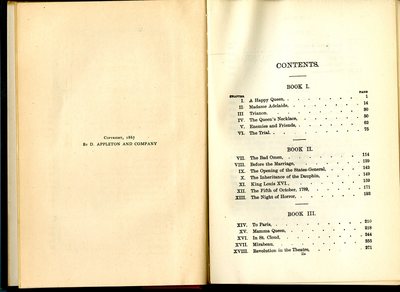 Copyright, 1867
By D. APPLETON AND COMPANY
CONTENTS.
BOOK I.
CHAPTER PAGE
I. A Happy Queen, 1
II. Madame Adelaide, 14
III. Trianon, 30
IV. The Queen's Necklace, 50
V. Enemies and Friends, 62
VI. The Trial, 75
BOOK II.
VII. The Bad Omen, 114
VIII. Before the Marriage, 129
IX. The Opening of the States-General, 143
X. The Inheritance of the Dauphin, 149
XI. King Louis XVI., 159
XII. The Fifth of October, 1789, 171
XIII. The Night of Horror, 193
BOOK III.
XIV. To Paris, 210
XV. Mamma Queen, 218
XVI. In St. Cloud, 244
XVII. Mirabeau, 255
XVIII. Revolution in the Theatre, 271